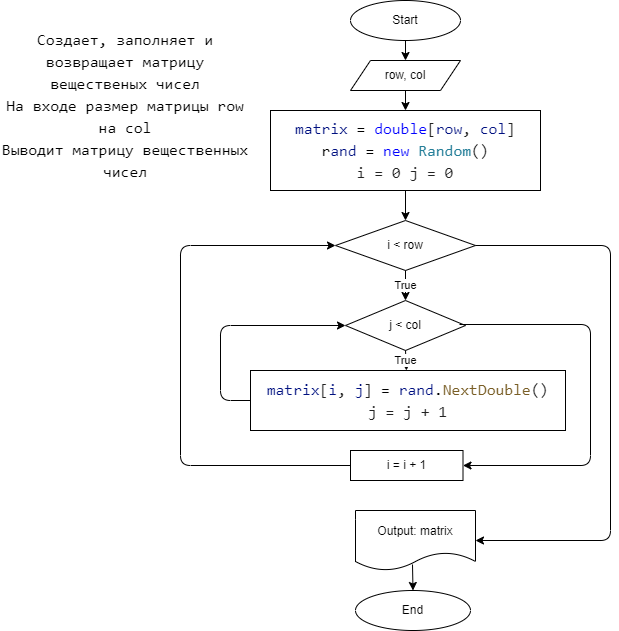 Создает, заполняет и
возвращает матрицу
вещественых чисел
На входе размер матрицы row
на col
Выводит матрицу вещественных
чисел
Start
row, col
matrix = double[row, col]
rand = new Random()
i = 0 j = 0
i < row
True
j < col
True
matrix[i, j] = rand.NextDouble()
j = j + 1
i = i + 1
Output: matrix
End